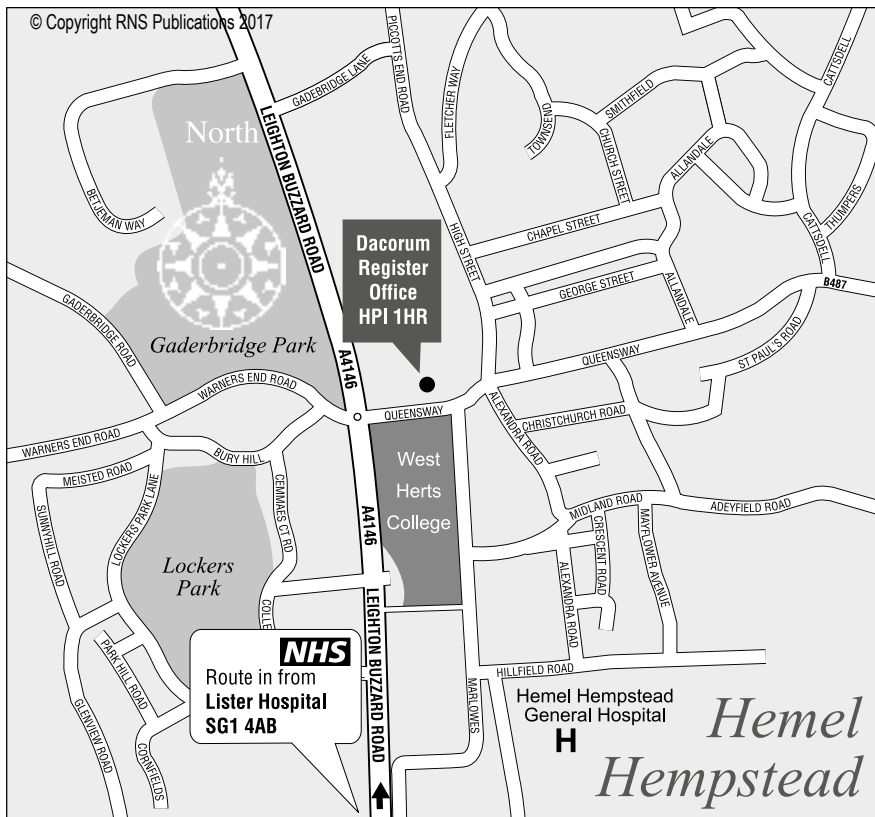 © Copyright RNS Publications 2017
PICCOTTS END ROAD
GADEBRIDGE LANE
LEIGHTON BUZZARD ROAD
FLETCHER WAY
TOWNSEND
SMITHFIELD
CHURCH STREET
CATTSDELL
ALLANDALE
North
BETJEMAN WAY
HIGH STREET
CHAPEL STREET
THUMPERS
CATTSDELL
Dacorum
Register
Office
HPI 1HR
GEORGE STREET
ALLANDALE
B487
GADERBRIDGE ROAD
Gaderbridge Park
A4146
QUEENSWAY
ST PAUL'S ROAD
WARNERS END ROAD
QUEENSWAY
ALEXANDRA ROAD
CHRISTCHURCH ROAD
WARNERS END ROAD
BURY HILL
MEISTED ROAD
West
Herts
College
CEMMAES CT RD
A4146
MIDLAND ROAD
ADEYFIELD ROAD
SUNNYHILL ROAD
LOCKERS PARK LANE
CRESCENT ROAD
MAYFLOWER AVENUE
Lockers
Park
ALEXANDRA ROAD
COLLE
LEIGHTON BUZZARD ROAD
NHS
Route in from
Lister Hospital
SG1 4AB
PARK HILL ROAD
GLENVIEW ROAD
CORNFIELDS
MARLOWES
HILLFIELD ROAD
Hemel Hempstead
General Hospital
H
Hemel
Hempstead